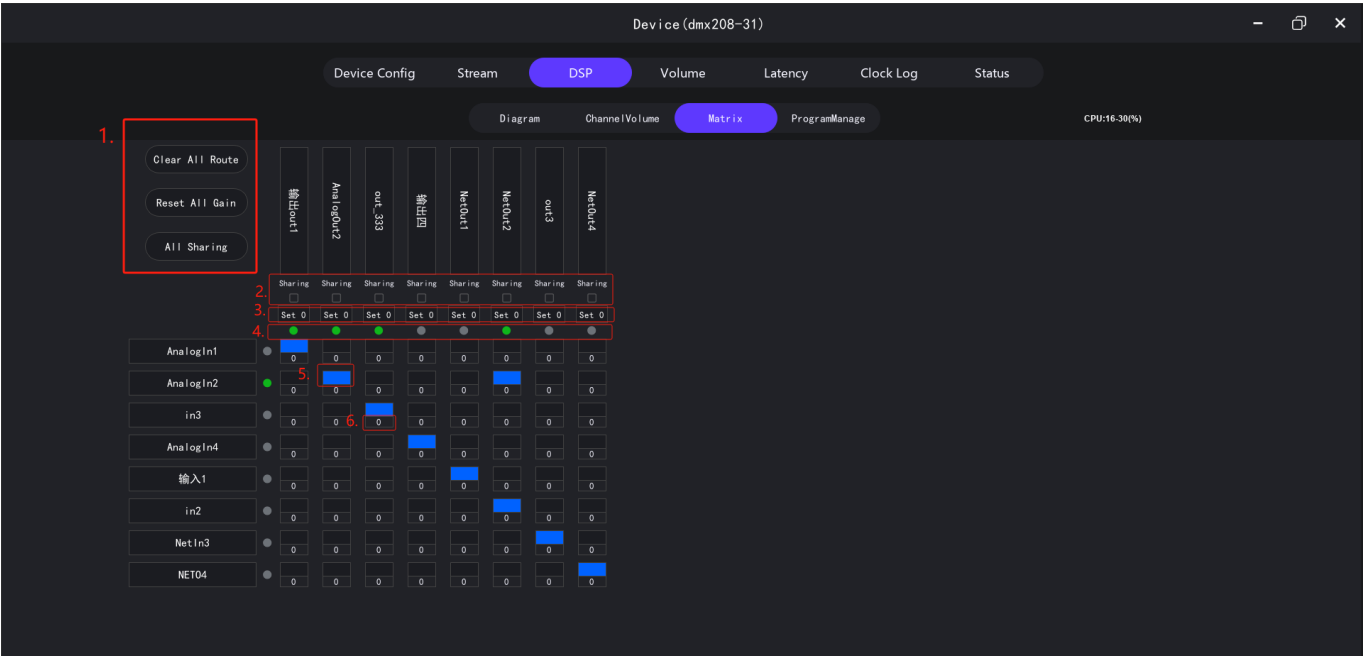 Device(dmx208-31)
Device Config Stream DSP Volume Latency Clock Log Status
Diagram ChannelVolume Matrix ProgramManage CPU:16-30(%)
1.
Clear All Route
Reset All Gain
All Sharing
输出out1 AnalogOut2 out_333 输出四 NetOut1 NetOut2 out3 NetOut4
2. Sharing Sharing Sharing Sharing Sharing Sharing Sharing Sharing
3. Set 0 Set 0 Set 0 Set 0 Set 0 Set 0 Set 0 Set 0
4.
AnalogIn1 0 0 0 0 0 0 0 0
5.
AnalogIn2 0 0 0 0 0 0 0 0
in3 0 0 6. 0 0 0 0 0 0
AnalogIn4 0 0 0 0 0 0 0 0
输入1 0 0 0 0 0 0 0 0
in2 0 0 0 0 0 0 0 0
NetIn3 0 0 0 0 0 0 0 0
NETO4 0 0 0 0 0 0 0 0